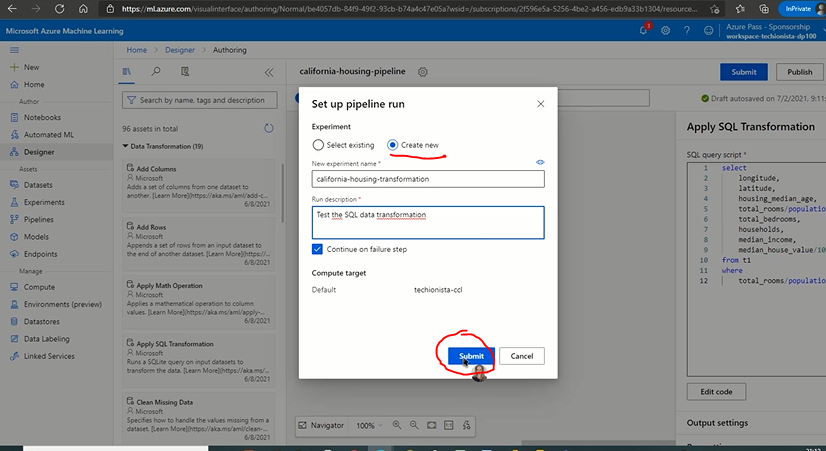 https://ml.azure.com/visualinterface/authoring/Normal/be4057db-84f9-49f2-93cb-b74a4c47e05a?wsid=/subscriptions/2f596e5a-5256-4be2-a456-edb9a33b1304/resource...
InPrivate
Microsoft Azure Machine Learning
3
Azure Pass - Sponsorship
workspace-techionista-dp100
Home > Designer > Authoring
New
Home
Author
Notebooks
Automated ML
Designer
Assets
Datasets
Experiments
Pipelines
Models
Endpoints
Manage
Compute
Environments (preview)
Datastores
Data Labeling
Linked Services
Search by name, tags and description
96 assets in total
Data Transformation (19)
Add Columns
Microsoft
Adds a set of columns from one dataset to
another. [Learn More](https://aka.ms/aml/add-c...
6/8/2021
Add Rows
Microsoft
Appends a set of rows from an input dataset to
the end of another dataset. [Learn More](https:/...
6/8/2021
Apply Math Operation
Microsoft
Applies a mathematical operation to column
values. [Learn More](https://aka.ms/aml/apply-...
6/8/2021
Apply SQL Transformation
Microsoft
Runs a SQLite query on input datasets to
transform the data. [Learn More](https://aka.ms/...
6/8/2021
Clean Missing Data
Microsoft
Specifies how to handle the values missing from a
dataset. [Learn More](https://aka.ms/aml/clean-...
california-housing-pipeline
Submit
Publish
Draft autosaved on 7/2/2021, 9:11:
Set up pipeline run
Experiment
Select existing
Create new
New experiment name *
california-housing-transformation
Run description *
Test the SQL data transformation
Continue on failure step
Compute target
Default techionista-ccl
Submit
Cancel
Navigator
100%
Apply SQL Transformation
SQL query script *
1 select
2 longitude,
3 latitude,
4 housing_median_age,
5 total_rooms/populatio
6 total_bedrooms,
7 households,
8 median_income,
9 median_house_value/10
10 from t1
11 where
12 total_rooms/populatio
Edit code
Output settings